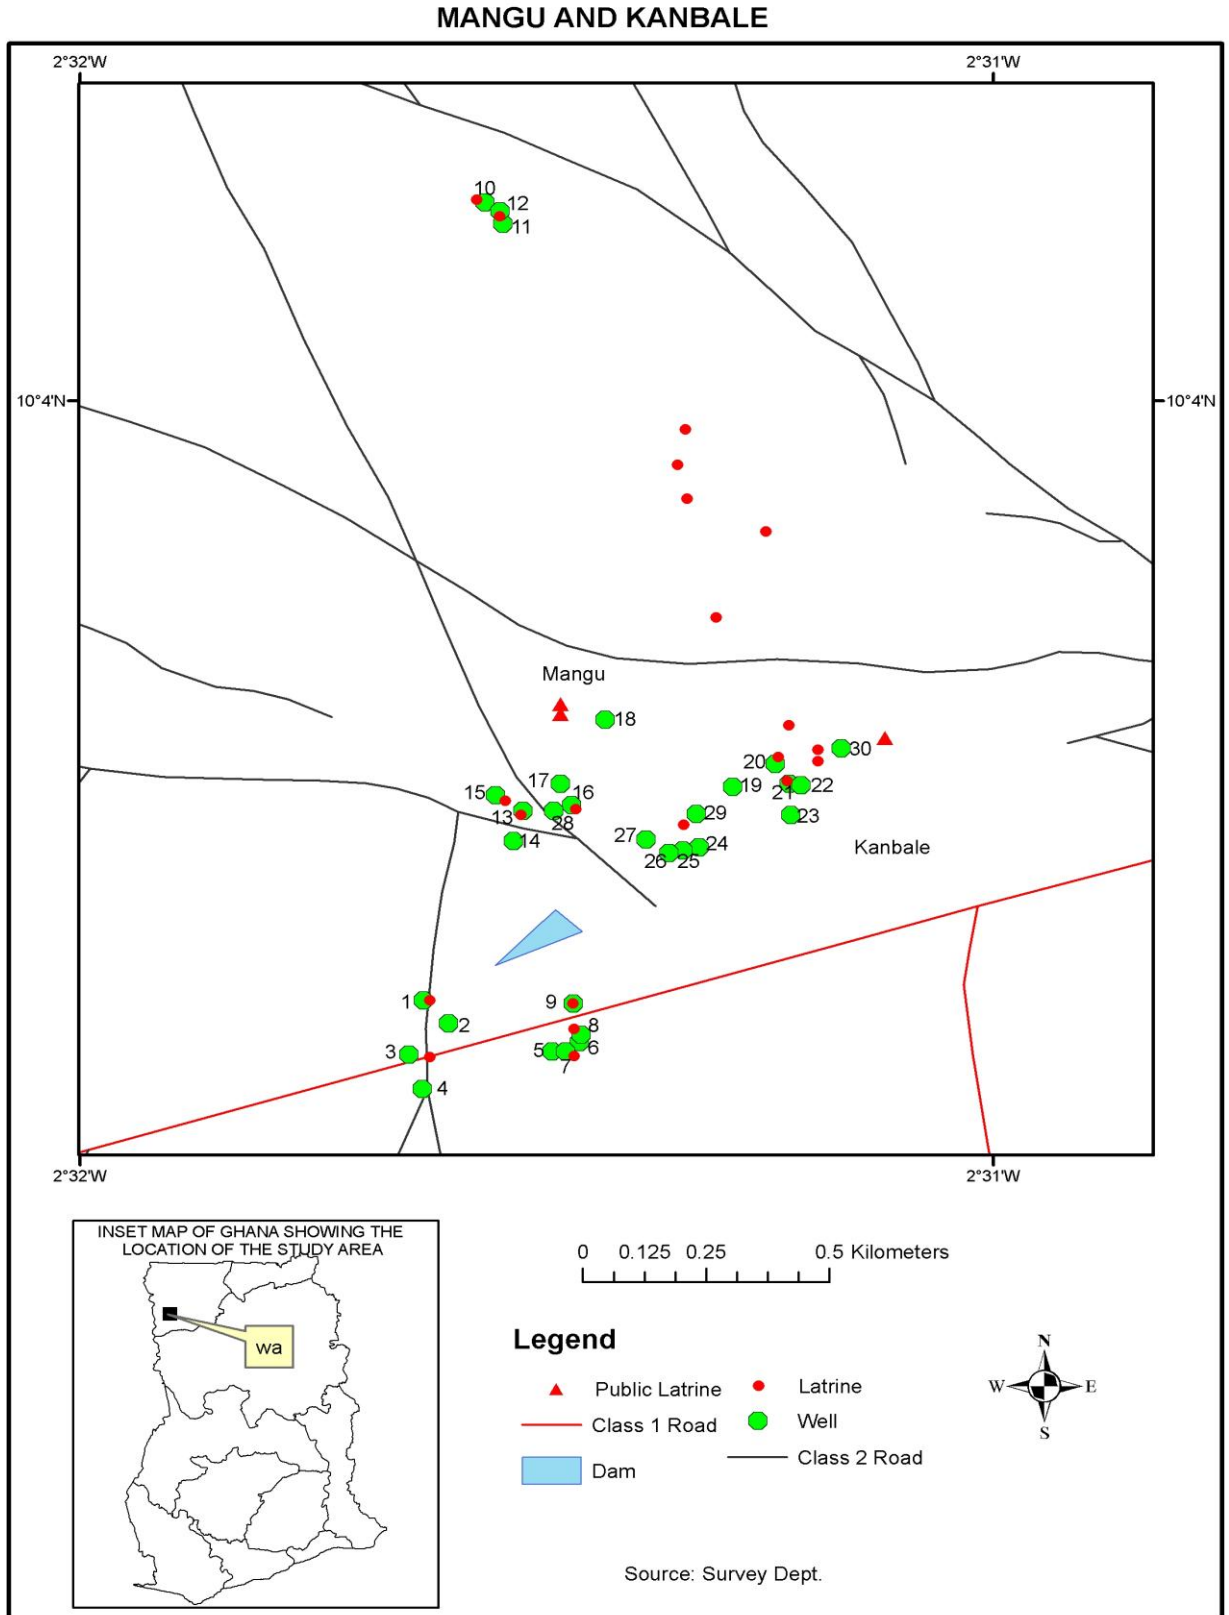 MANGU AND KANBALE
2°32'W 2°31'W
10
12
11
10°4'N 10°4'N
Mangu
18
30
20
17
15 16 19 21 22
13 28 29 23
14 27 24
26 25 Kanbale
1 9
2 8
3 5 6
7
4
2°32'W 2°31'W
INSET MAP OF GHANA SHOWING THE
LOCATION OF THE STUDY AREA
wa
0 0.125 0.25 0.5 Kilometers
Legend
Public Latrine Latrine
Class 1 Road Well
Dam Class 2 Road
N
W E
S
Source: Survey Dept.